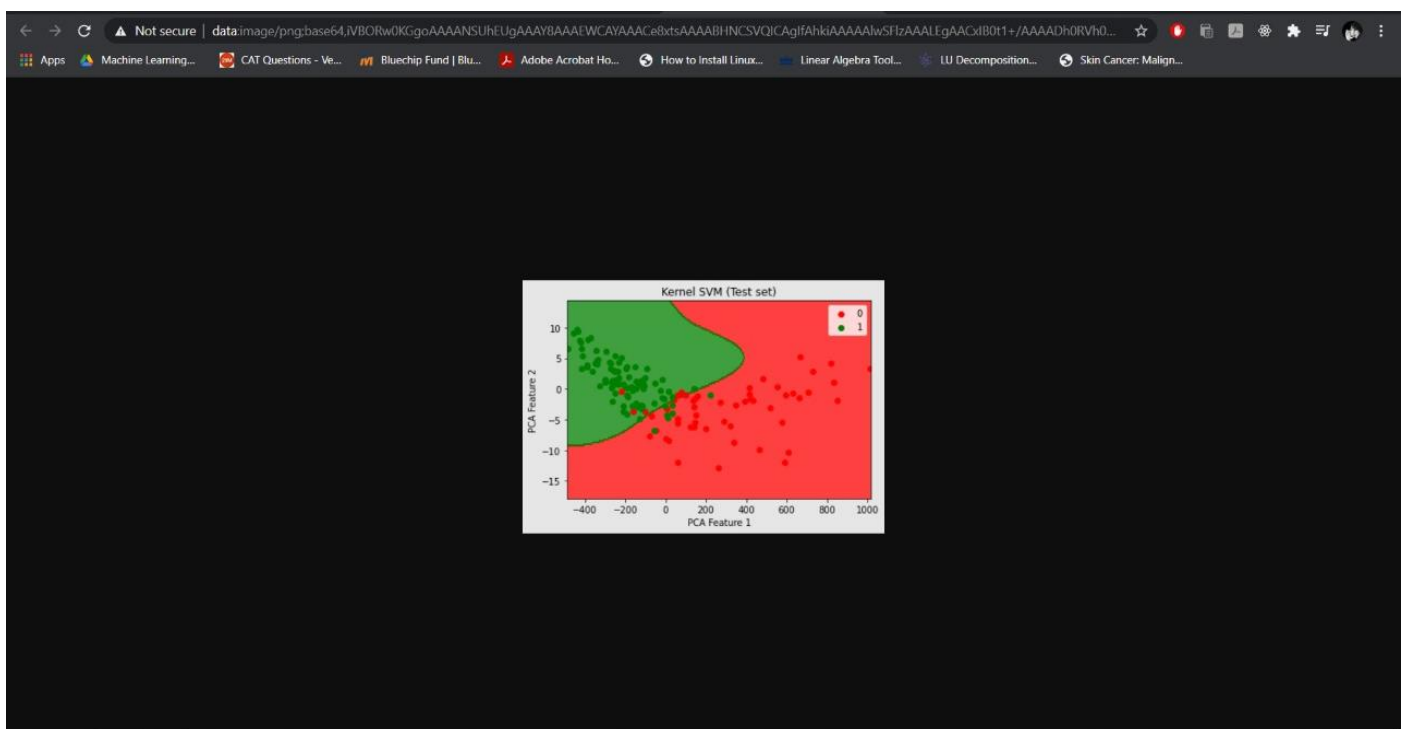 Not secure | data:image/png;base64,iVBORw0KGgoAAAANSUhEUgAAAY8AAAEWCAYAAACe8xtsAAAABHNCSVQICAgIfAhkiAAAAAlwSFlzAAALEgAACxIB0t1+/AAAADh0RVh0...
Apps Machine Learning... CAT Questions - Ve... Bluechip Fund | Blu... Adobe Acrobat Ho... How to Install Linux... Linear Algebra Tool... LU Decomposition... Skin Cancer: Malign...
Kernel SVM (Test set)
0
1
10
5
0
−5
−10
−15
PCA Feature 2
−400 −200 0 200 400 600 800 1000
PCA Feature 1